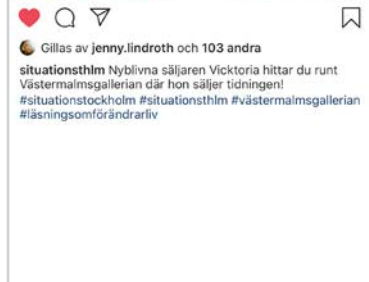 Gillas av jenny.lindroth och 103 andra
situationsthlm Nyblivna säljaren Vicktoria hittar du runt
Västermalmsgallerian där hon säljer tidningen!
#situationstockholm #situationsthlm #västermalmsgallerian
#läsningsomförändrarliv